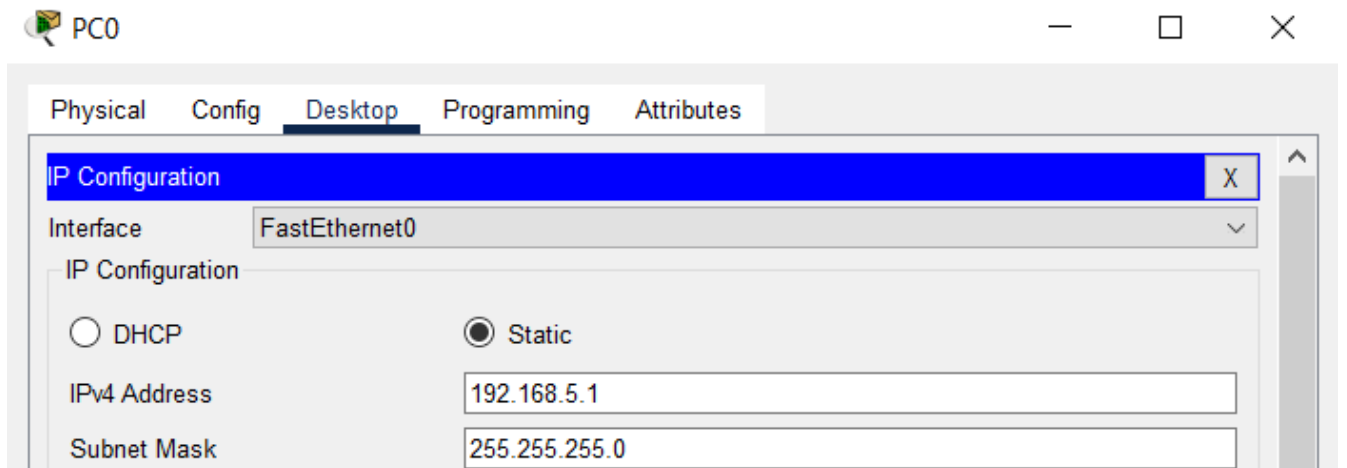 PC0
Physical Config Desktop Programming Attributes
IP Configuration X
Interface FastEthernet0
IP Configuration
DHCP Static
IPv4 Address 192.168.5.1
Subnet Mask 255.255.255.0